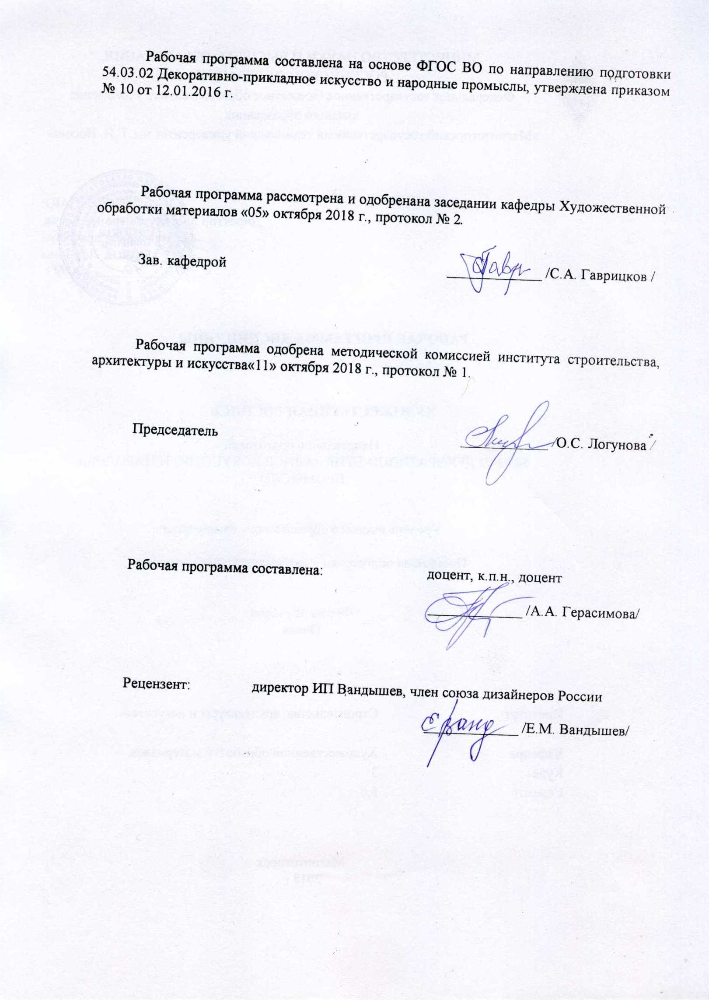 Рабочая программа составлена на основе ФГОС ВО по направлению подготовки
54.03.02 Декоративно-прикладное искусство и народные промыслы, утверждена приказом
№ 10 от 12.01.2016 г.
Рабочая программа рассмотрена и одобренана заседании кафедры Художественной
обработки материалов «05» октября 2018 г., протокол № 2.
Зав. кафедрой
/С.А. Гаврицков /
Рабочая программа одобрена методической комиссией института строительства,
архитектуры и искусства«11» октября 2018 г., протокол № 1.
Председатель
/О.С. Логунова /
Рабочая программа составлена:
доцент, к.п.н., доцент
/А.А. Герасимова/
Рецензент: директор ИП Вандышев, член союза дизайнеров России
/Е.М. Вандышев/